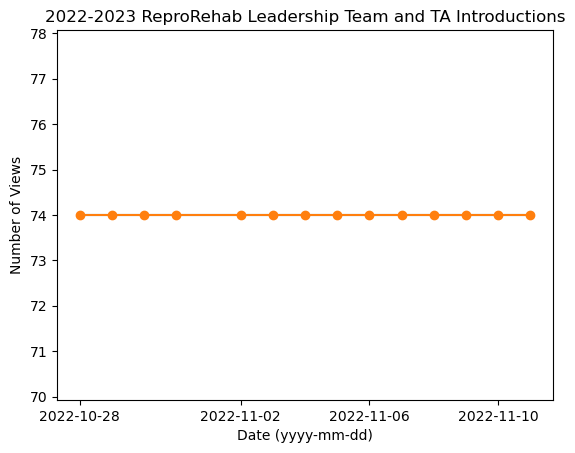 2022-2023 ReproRehab Leadership Team and TA Introductions
78
77
76
75
74
73
72
71
70
Number of Views
2022-10-28 2022-11-02 2022-11-06 2022-11-10
Date (yyyy-mm-dd)